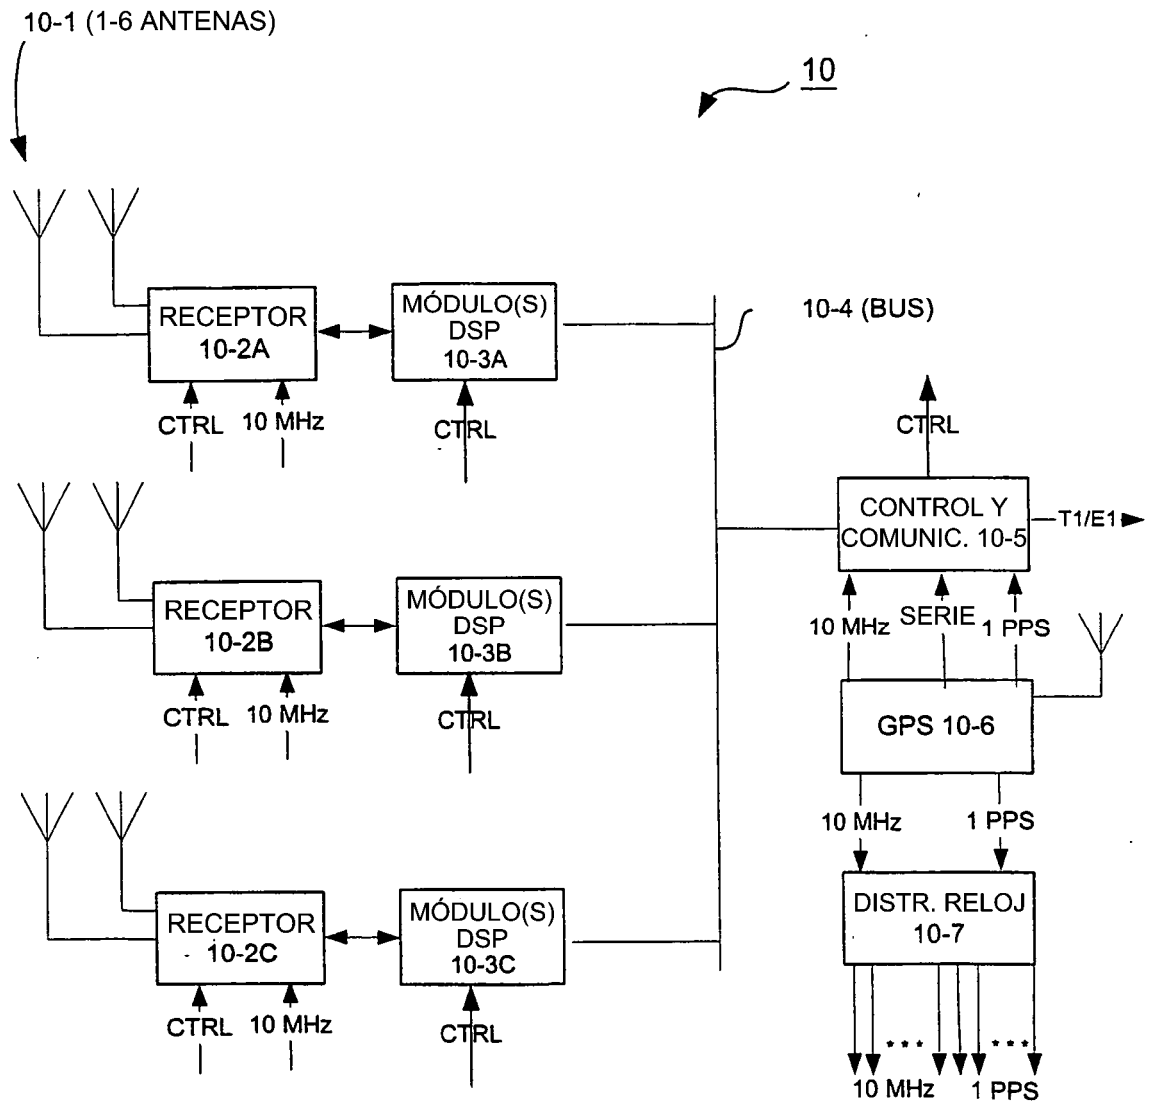 10-1 (1-6 ANTENAS)
10
RECEPTOR
10-2A
MÓDULO(S)
DSP
10-3A
10-4 (BUS)
CTRL
10 MHz
CTRL
CTRL
CONTROL Y
COMUNIC. 10-5
T1/E1
RECEPTOR
10-2B
MÓDULO(S)
DSP
10-3B
10 MHz
SERIE
1 PPS
CTRL
10 MHz
CTRL
GPS 10-6
10 MHz
1 PPS
RECEPTOR
10-2C
MÓDULO(S)
DSP
10-3C
DISTR. RELOJ
10-7
CTRL
10 MHz
CTRL
10 MHz
1 PPS